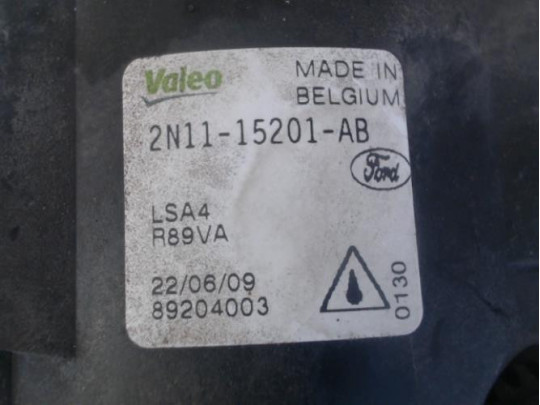 Valeo
MADE IN
BELGIUM
2N11-15201-AB
Ford
LSA4
R89VA
22/06/09
89204003
0130